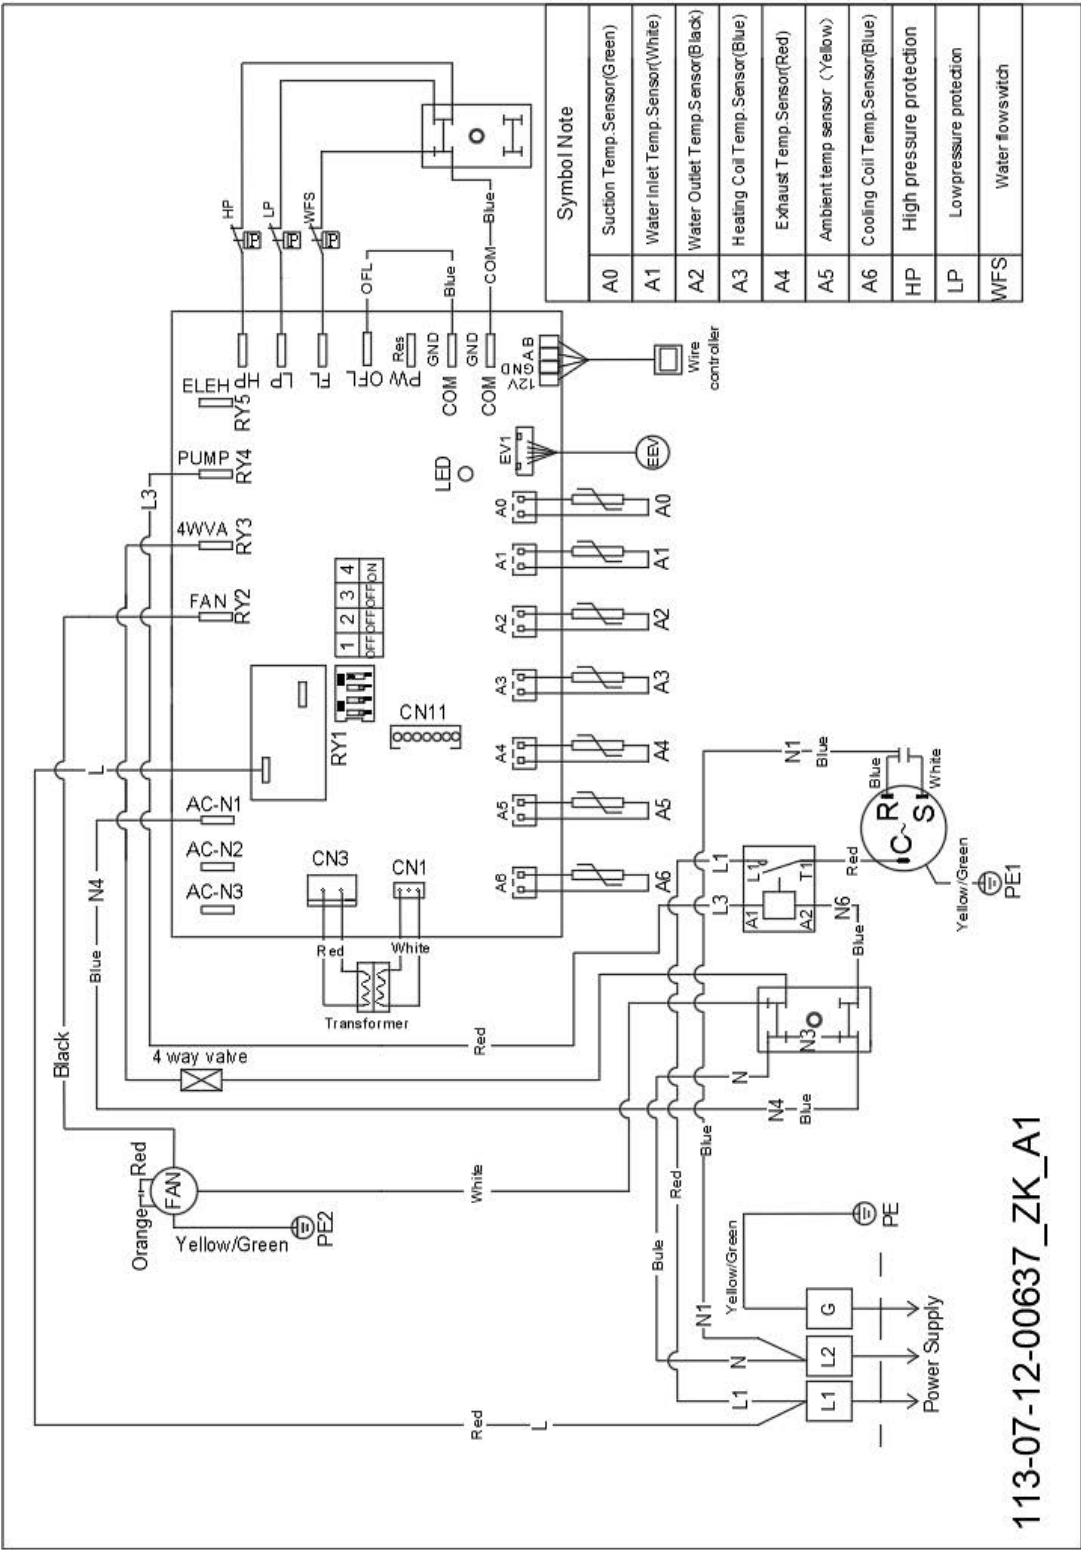 HP
LP
WFS
OFL
Blue
COM
Blue
Symbol Note
A0 Suction Temp.Sensor(Green)
A1 Water Inlet Temp.Sensor(White)
A2 Water Outlet Temp.Sensor(Black)
A3 Heating Coil Temp.Sensor(Blue)
A4 Exhaust Temp.Sensor(Red)
A5 Ambient temp sensor (Yellow)
A6 Cooling Coil Temp.Sensor(Blue)
HP High pressure protection
LP Lowpressure protection
WFS Water flowswitch
ELEH
RY5
PUMP
RY4
4WVA
RY3
FAN
RY2
HP
LP
FL
OFL
PW Res
COM GND
COM GND
12V GND A B
Wire
controller
L3
LED
EV1
EEV
1 2 3 4
OFF OFF OFF ON
RY1
CN11
A0
A1
A2
A3
A4
A5
A6
A0
A1
A2
A3
A4
A5
A6
L
AC-N1
AC-N2
AC-N3
CN3
CN1
Red
White
Transformer
N4
Blue
Black
4 way valve
Red
Orange
Red
FAN
Yellow/Green
PE2
White
N1
Blue
Blue
White
R
S
C~
Red
Yellow/Green
PE1
L1
L3
L1
T1
A1
A2
N6
Blue
N3
N
N4
Blue
Blue
Red
Bule
N1
N
L1
Yellow/Green
PE
G
L2
L1
Power Supply
Red
L
113-07-12-00637_ZK_A1